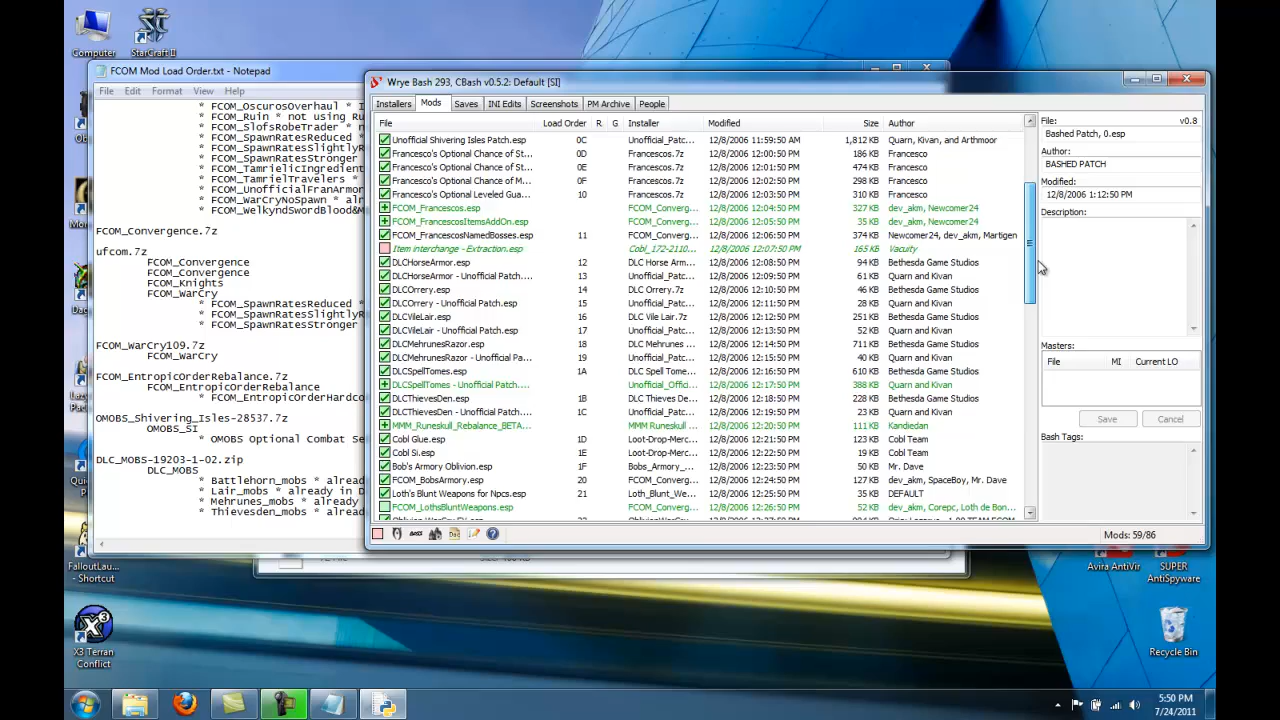 Computer
StarCraft II
FCOM Mod Load Order.txt - Notepad
File Edit Format View Help
* FCOM_OscurosOverhaul
* FCOM_Ruin * not using Ru
* FCOM_SlofsRobeTrader * no
* FCOM_SpawnRatesReduced *
* FCOM_SpawnRatesSlightlyR
* FCOM_SpawnRatesStronger
* FCOM_TamrielicIngredient
* FCOM_TamrielTravelers *
* FCOM_UnofficialFranArmor
* FCOM_WarCryNoSpawn * alr
* FCOM_WelkyndSwordBlood&M
FCOM_Convergence.7z
ufcom.7z
FCOM_Convergence
FCOM_Convergence
FCOM_Knights
FCOM_WarCry
* FCOM_SpawnRatesReduced *
* FCOM_SpawnRatesSlightlyR
* FCOM_SpawnRatesStronger
FCOM_WarCry109.7z
FCOM_WarCry
FCOM_EntropicOrderRebalance.7z
FCOM_EntropicOrderRebalance
* FCOM_EntropicOrderHardco
OMOBS_Shivering_Isles-28537.7z
OMOBS_SI
* OMOBS Optional Combat Se
DLC_MOBS-19203-1-02.zip
DLC_MOBS
* Battlehorn_mobs * alread
* Lair_mobs * already in D
* Mehrunes_mobs * already
* Thievesden_mobs * alread
Wrye Bash 293, CBash v0.5.2: Default [SI]
Installers Mods Saves INI Edits Screenshots PM Archive People
File Load Order R G Installer Modified Size Author
Unofficial Shivering Isles Patch.esp 0C Unofficial_Patc... 12/8/2006 11:59:50 AM 1,812 KB Quarn, Kivan, and Arthmoor
Francesco's Optional Chance of St... 0D Francescos.7z 12/8/2006 12:00:50 PM 186 KB Francesco
Francesco's Optional Chance of St... 0E Francescos.7z 12/8/2006 12:01:50 PM 474 KB Francesco
Francesco's Optional Chance of M... 0F Francescos.7z 12/8/2006 12:02:50 PM 298 KB Francesco
Francesco's Optional Leveled Gua... 10 Francescos.7z 12/8/2006 12:03:50 PM 310 KB Francesco
FCOM_Francescos.esp FCOM_Converg... 12/8/2006 12:04:50 PM 327 KB dev_akm, Newcomer24
FCOM_FrancescosItemsAddOn.esp FCOM_Converg... 12/8/2006 12:05:50 PM 35 KB dev_akm, Newcomer24
FCOM_FrancescosNamedBosses.esp 11 FCOM_Converg... 12/8/2006 12:06:50 PM 374 KB Newcomer24, dev_akm, Martigen
Item interchange - Extraction.esp Cobl_172-2110... 12/8/2006 12:07:50 PM 165 KB Vacuity
DLCHorseArmor.esp 12 DLC Horse Arm... 12/8/2006 12:08:50 PM 94 KB Bethesda Game Studios
DLCHorseArmor - Unofficial Patch.... 13 Unofficial_Patc... 12/8/2006 12:09:50 PM 61 KB Quarn and Kivan
DLCOrrery.esp 14 DLC Orrery.7z 12/8/2006 12:10:50 PM 46 KB Bethesda Game Studios
DLCOrrery - Unofficial Patch.esp 15 Unofficial_Patc... 12/8/2006 12:11:50 PM 28 KB Quarn and Kivan
DLCVileLair.esp 16 DLC Vile Lair.7z 12/8/2006 12:12:50 PM 251 KB Bethesda Game Studios
DLCVileLair - Unofficial Patch.esp 17 Unofficial_Patc... 12/8/2006 12:13:50 PM 52 KB Quarn and Kivan
DLCMehrunesRazor.esp 18 DLC Mehrunes ... 12/8/2006 12:14:50 PM 711 KB Bethesda Game Studios
DLCMehrunesRazor - Unofficial Pa... 19 Unofficial_Patc... 12/8/2006 12:15:50 PM 40 KB Quarn and Kivan
DLCSpellTomes.esp 1A DLC Spell Tome... 12/8/2006 12:16:50 PM 610 KB Bethesda Game Studios
DLCSpellTomes - Unofficial Patch.... Unofficial_Offici... 12/8/2006 12:17:50 PM 388 KB Quarn and Kivan
DLCThievesDen.esp 1B DLC Thieves De... 12/8/2006 12:18:50 PM 228 KB Bethesda Game Studios
DLCThievesDen - Unofficial Patch.... 1C Unofficial_Patc... 12/8/2006 12:19:50 PM 23 KB Quarn and Kivan
MMM_Runeskull_Rebalance_BETA... MMM Runeskull ... 12/8/2006 12:20:50 PM 111 KB Kandiedan
Cobl Glue.esp 1D Loot-Drop-Merc... 12/8/2006 12:21:50 PM 123 KB Cobl Team
Cobl Si.esp 1E Loot-Drop-Merc... 12/8/2006 12:22:50 PM 19 KB Cobl Team
Bob's Armory Oblivion.esp 1F Bobs_Armory_... 12/8/2006 12:23:50 PM 530 KB Mr. Dave
FCOM_BobsArmory.esp 20 FCOM_Converg... 12/8/2006 12:24:50 PM 127 KB dev_akm, SpaceBoy, Mr. Dave
Loth's Blunt Weapons for Npcs.esp 21 Loth_Blunt_We... 12/8/2006 12:25:50 PM 35 KB DEFAULT
FCOM_LothsBluntWeapons.esp FCOM_Converg... 12/8/2006 12:26:50 PM 52 KB dev_akm, Corepc, Loth de Bon...
File: v0.8
Bashed Patch, 0.esp
Author:
BASHED PATCH
Modified:
12/8/2006 1:12:50 PM
Description:
Masters:
File MI Current LO
Save Cancel
Bash Tags:
Mods: 59/86
FalloutLau...
- Shortcut
Avira AntiVir
SUPER
AntiSpyware
X3 Terran
Conflict
Recycle Bin
5:50 PM
7/24/2011